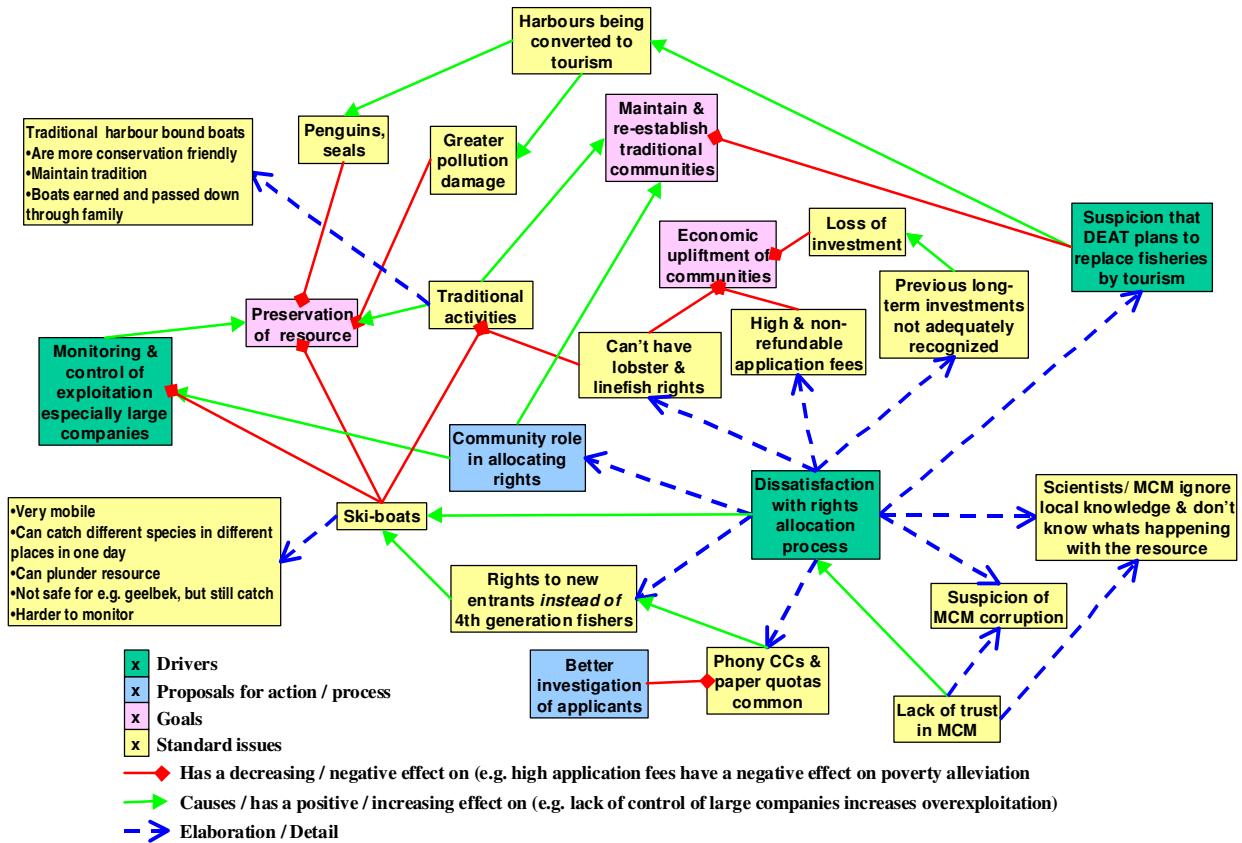 Harbours being
converted to
tourism
Maintain &
re-establish
traditional
communities
Penguins,
seals
Greater
pollution
damage
Traditional harbour bound boats
•Are more conservation friendly
•Maintain tradition
•Boats earned and passed down
through family
Suspicion that
DEAT plans to
replace fisheries
by tourism
Loss of
investment
Economic
upliftment of
communities
Previous long-
term investments
not adequately
recognized
Traditional
activities
Preservation
of resource
High & non-
refundable
application fees
Can't have
lobster &
linefish rights
Monitoring &
control of
exploitation
especially large
companies
Community role
in allocating
rights
Dissatisfaction
with rights
allocation
process
Scientists/ MCM ignore
local knowledge & don't
know whats happening
with the resource
•Very mobile
•Can catch different species in different
places in one day
•Can plunder resource
•Not safe for e.g. geelbek, but still catch
•Harder to monitor
Ski-boats
Rights to new
entrants instead of
4th generation fishers
Suspicion of
MCM corruption
Better
investigation
of applicants
Phony CCs &
paper quotas
common
Lack of trust
in MCM
x Drivers
x Proposals for action / process
x Goals
x Standard issues
Has a decreasing / negative effect on (e.g. high application fees have a negative effect on poverty alleviation
Causes / has a positive / increasing effect on (e.g. lack of control of large companies increases overexploitation)
Elaboration / Detail